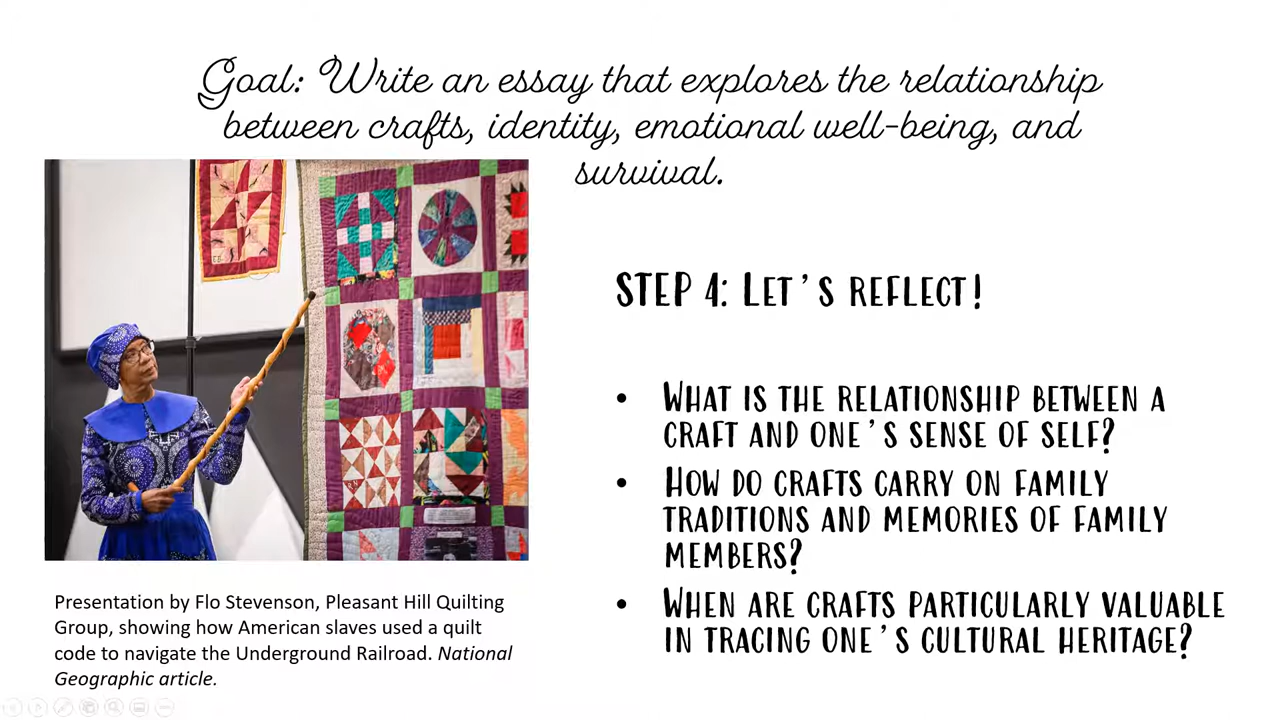 Goal: Write an essay that explores the relationship
between crafts, identity, emotional well-being, and
survival.
STEP 4: LET'S REFLECT!
• WHAT IS THE RELATIONSHIP BETWEEN A
CRAFT AND ONE'S SENSE OF SELF?
• HOW DO CRAFTS CARRY ON FAMILY
TRADITIONS AND MEMORIES OF FAMILY
MEMBERS?
• WHEN ARE CRAFTS PARTICULARLY VALUABLE
IN TRACING ONE'S CULTURAL HERITAGE?
Presentation by Flo Stevenson, Pleasant Hill Quilting
Group, showing how American slaves used a quilt
code to navigate the Underground Railroad. National
Geographic article.